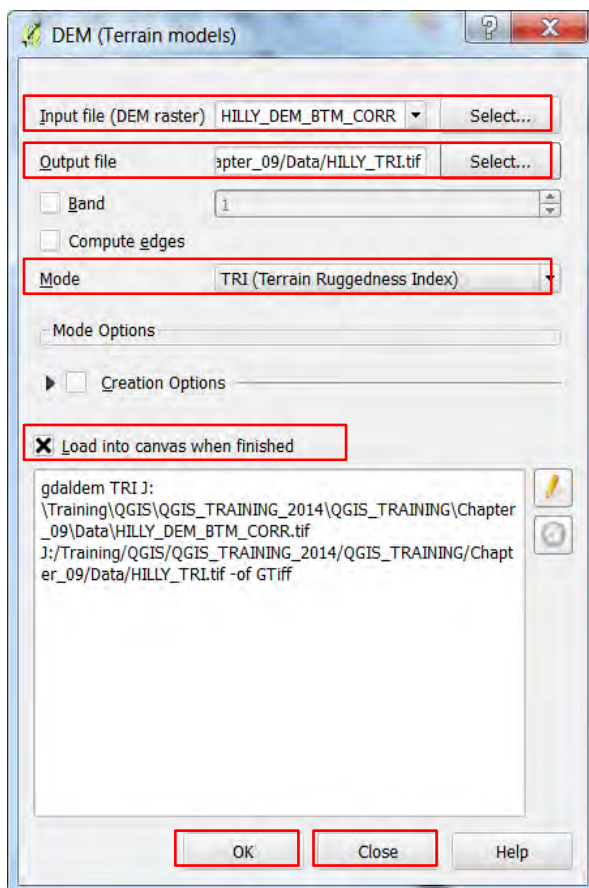 DEM (Terrain models)
Input file (DEM raster) HILLY_DEM_BTM_CORR Select...
Output file apter_09/Data/HILLY_TRI.tif Select...
Band 1
Compute edges
Mode TRI (Terrain Ruggedness Index)
Mode Options
Creation Options
Load into canvas when finished
gdaldem TRI J:
\Training\QGIS\QGIS_TRAINING_2014\QGIS_TRAINING\Chapter
_09\Data\HILLY_DEM_BTM_CORR.tif
J:/Training/QGIS/QGIS_TRAINING_2014/QGIS_TRAINING/Chapt
er_09/Data/HILLY_TRI.tif -of GTiff
OK Close Help